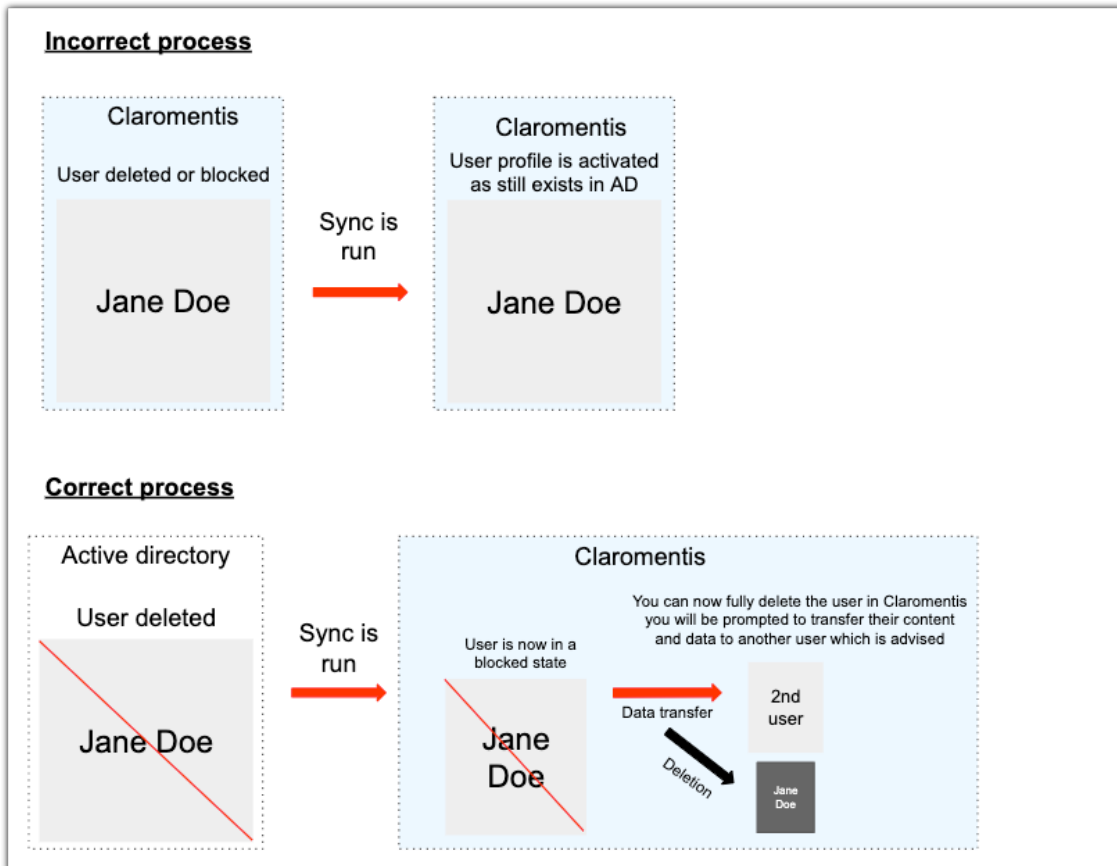 Incorrect process
Claromentis
User deleted or blocked
Jane Doe
Sync is
run
Claromentis
User profile is activated
as still exists in AD
Jane Doe
Correct process
Active directory
User deleted
Jane Doe
Sync is
run
Claromentis
User is now in a
blocked state
Jane
Doe
You can now fully delete the user in Claromentis
you will be prompted to transfer their content
and data to another user which is advised
Data transfer
2nd
user
Deletion
Jane
Doe